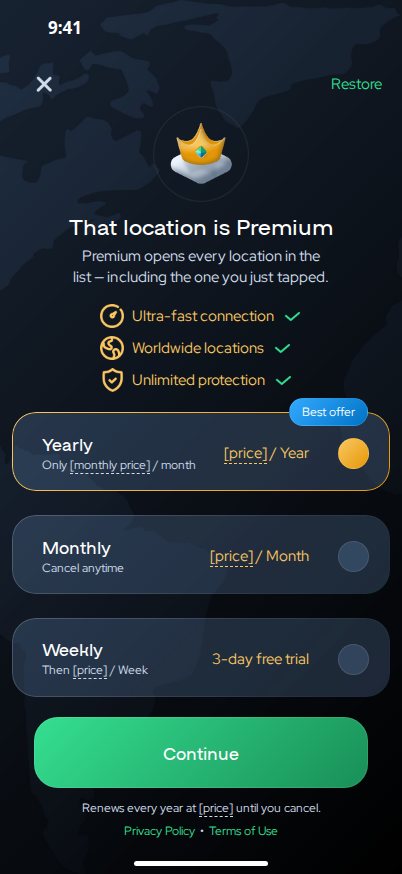 9:41
Restore
That location is Premium
Premium opens every location in the
list — including the one you just tapped.
Ultra-fast connection
Worldwide locations
Unlimited protection
Best offer
Yearly
Only [monthly price] / month
[price] / Year
Monthly
Cancel anytime
[price] / Month
Weekly
Then [price] / Week
3-day free trial
Continue
Renews every year at [price] until you cancel.
Privacy Policy • Terms of Use